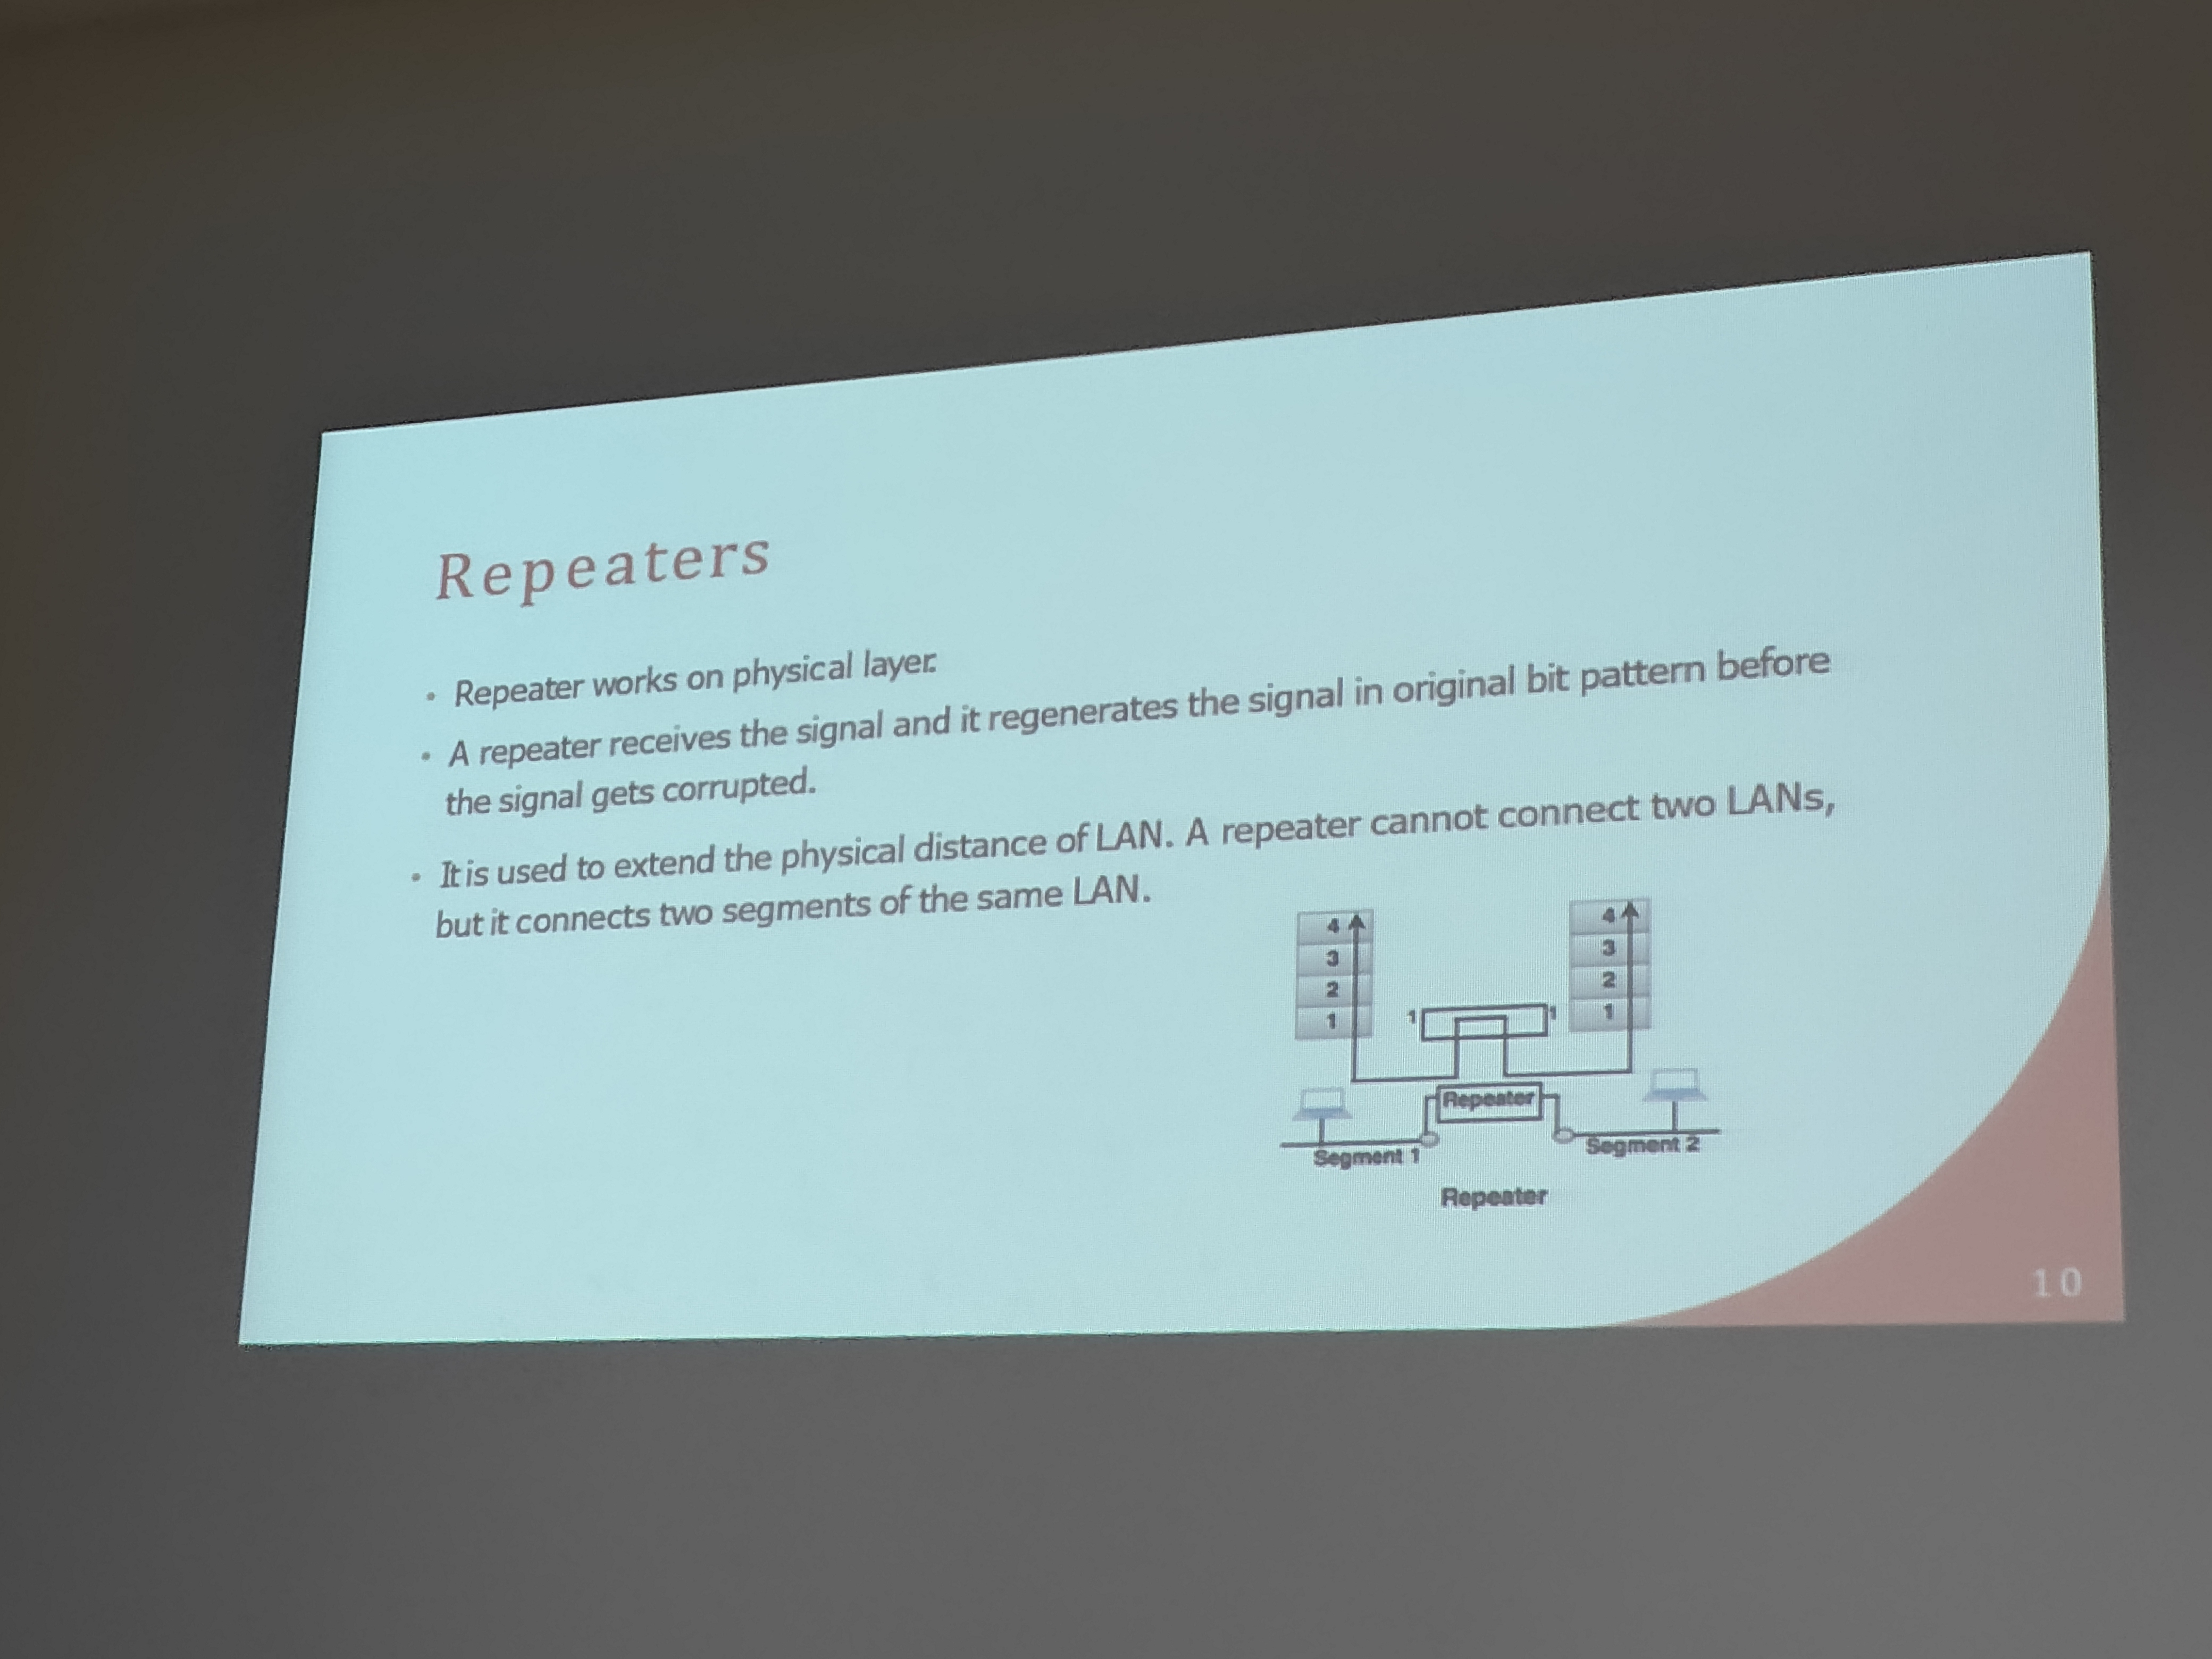 Repeaters
• Repeater works on physical layer.
• A repeater receives the signal and it regenerates the signal in original bit pattern before
the signal gets corrupted.
• It is used to extend the physical distance of LAN. A repeater cannot connect two LANs,
but it connects two segments of the same LAN.
4
3
2
1
1
1
4
3
2
1
Repeater
Segment 1
Segment 2
Repeater
10